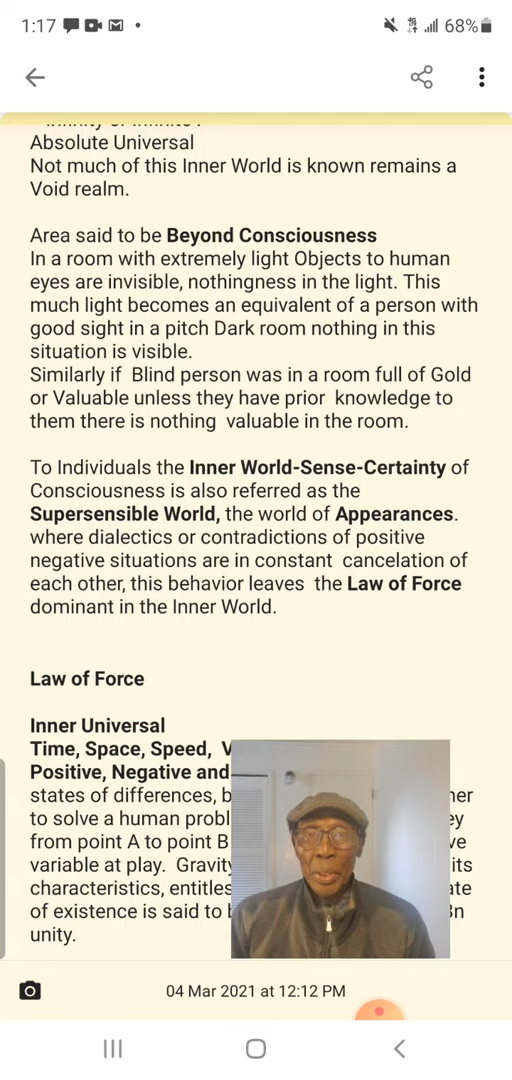 1:17
68%
Absolute Universal
Not much of this Inner World is known remains a
Void realm.
Area said to be Beyond Consciousness
In a room with extremely light Objects to human
eyes are invisible, nothingness in the light. This
much light becomes an equivalent of a person with
good sight in a pitch Dark room nothing in this
situation is visible.
Similarly if Blind person was in a room full of Gold
or Valuable unless they have prior knowledge to
them there is nothing valuable in the room.
To Individuals the Inner World-Sense-Certainty of
Consciousness is also referred as the
Supersensible World, the world of Appearances.
where dialectics or contradictions of positive
negative situations are in constant cancelation of
each other, this behavior leaves the Law of Force
dominant in the Inner World.
Law of Force
Inner Universal
Time, Space, Speed,
Positive, Negative and
states of differences,
to solve a human
from point A to point B
variable at play. its
characteristics, entitles
of existence is said to
unity.
04 Mar 2021 at 12:12 PM